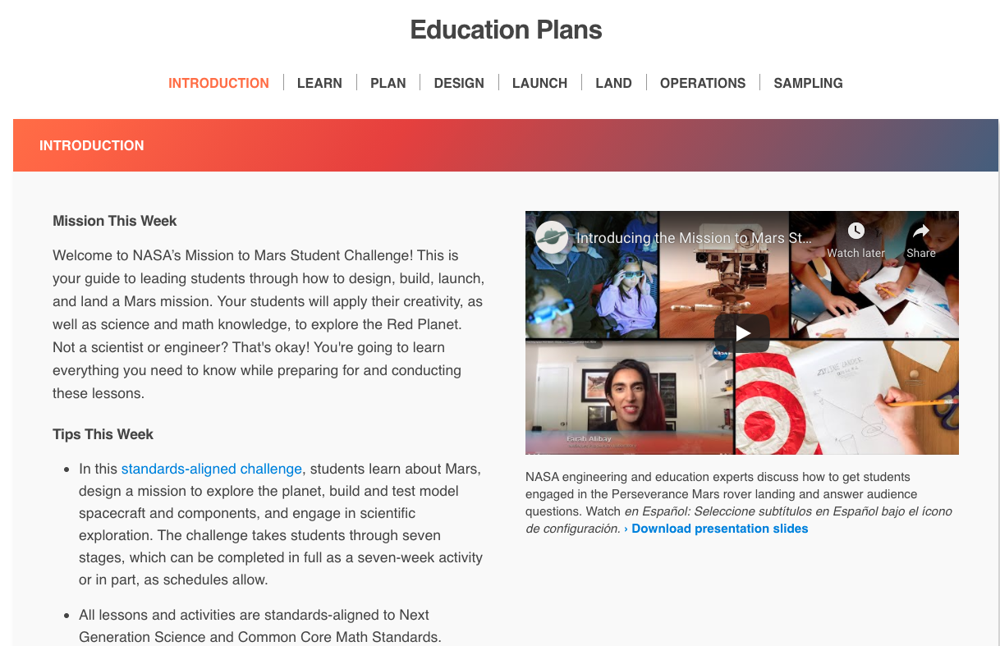 Education Plans
INTRODUCTION
LEARN
PLAN
DESIGN
LAUNCH
LAND
OPERATIONS
SAMPLING
INTRODUCTION
Mission This Week
Welcome to NASA’s Mission to Mars Student Challenge! This is
your guide to leading students through how to design, build, launch,
and land a Mars mission. Your students will apply their creativity, as
well as science and math knowledge, to explore the Red Planet.
Not a scientist or engineer? That's okay! You're going to learn
everything you need to know while preparing for and conducting
these lessons.
Tips This Week
In this standards-aligned challenge, students learn about Mars,
design a mission to explore the planet, build and test model
spacecraft and components, and engage in scientific
exploration. The challenge takes students through seven
stages, which can be completed in full as a seven-week activity
or in part, as schedules allow.
All lessons and activities are standards-aligned to Next
Generation Science and Common Core Math Standards.
Introducing the Mission to Mars St...
Watch later
Share
NASA
Farah Alibay
NASA engineering and education experts discuss how to get students
engaged in the Perseverance Mars rover landing and answer audience
questions. Watch en Español: Seleccione subtítulos en Español bajo el ícono
de configuración. › Download presentation slides